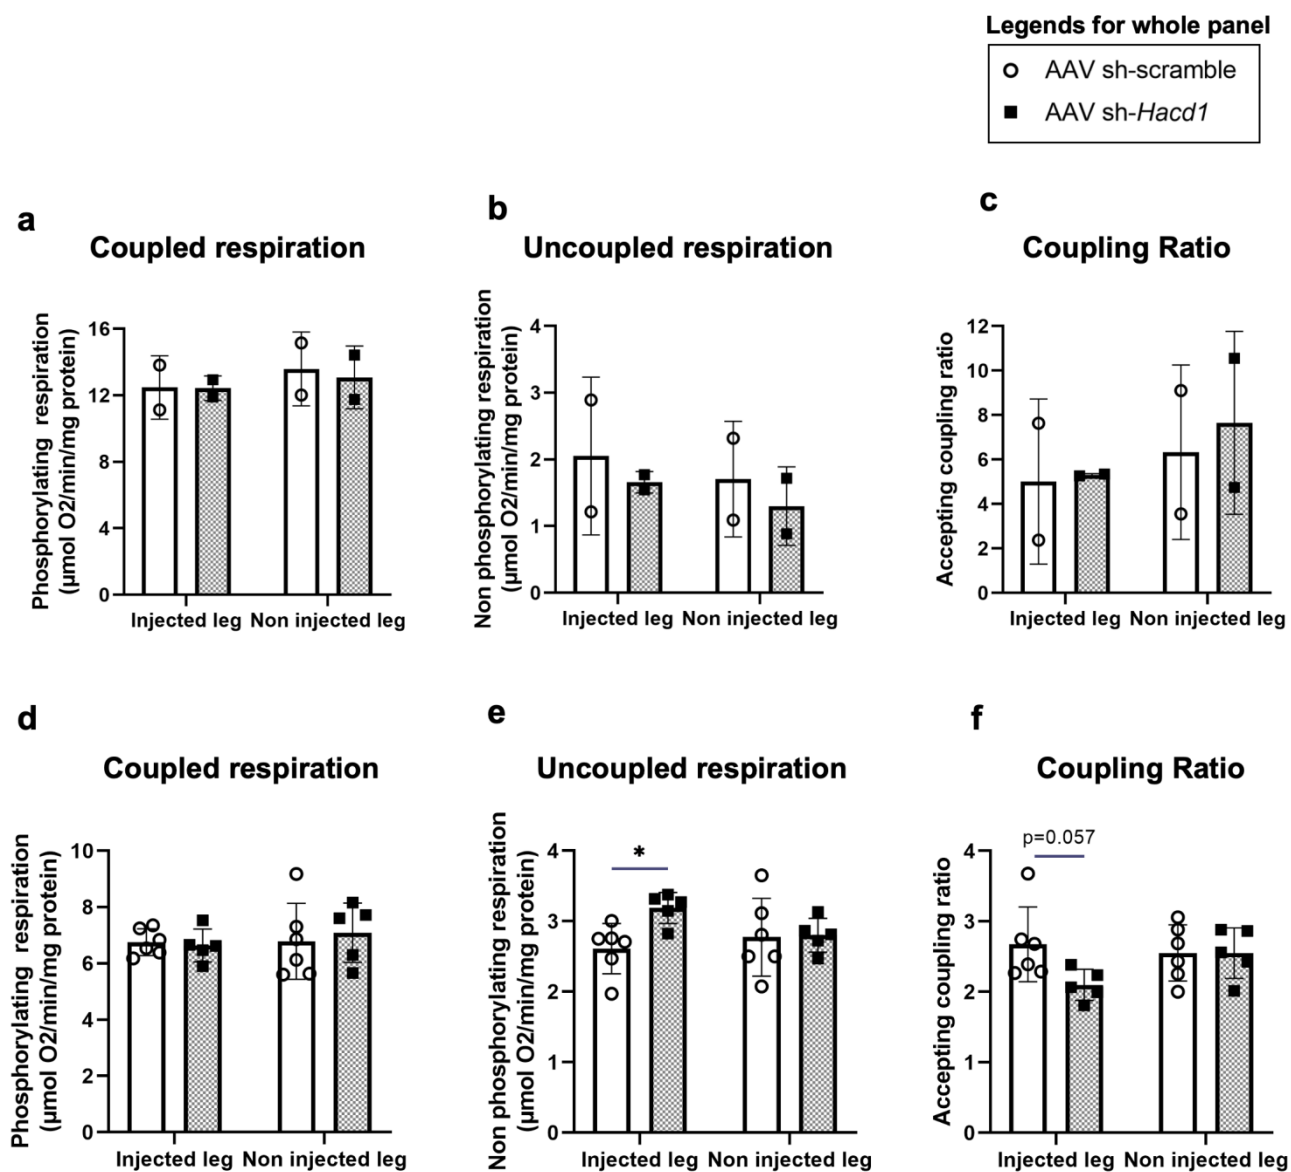 Legends for whole panel
AAV sh-scramble
AAV sh-Hacd1
a
Coupled respiration
Phosphorylating respiration
(µmol O2/min/mg protein)
16
12
8
4
0
Injected leg Non injected leg
b
Uncoupled respiration
Non phosphorylating respiration
(µmol O2/min/mg protein)
4
3
2
1
0
Injected leg Non injected leg
c
Coupling Ratio
Accepting coupling ratio
12
10
8
6
4
2
0
Injected leg Non injected leg
d
Coupled respiration
Phosphorylating respiration
(µmol O2/min/mg protein)
10
8
6
4
2
0
Injected leg Non injected leg
e
Uncoupled respiration
Non phosphorylating respiration
(µmol O2/min/mg protein)
4
3
2
1
0
*
Injected leg Non injected leg
f
Coupling Ratio
Accepting coupling ratio
4
3
2
1
0
p=0.057
Injected leg Non injected leg